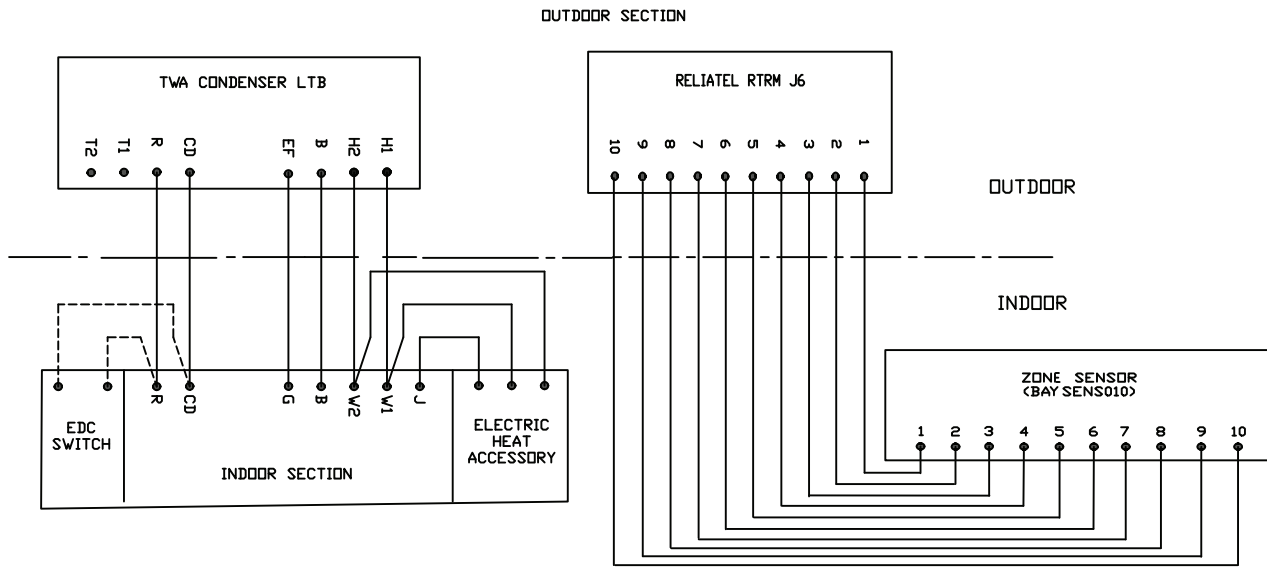 OUTDOOR SECTION
TWA CONDENSER LTB
T2 T1 R CD EF B H2 H1
RELIATEL RTRM J6
10 9 8 7 6 5 4 3 2 1
OUTDOOR
INDOOR
EDC
SWITCH
R CD G B W2 W1 J
INDOOR SECTION
ELECTRIC
HEAT
ACCESSORY
ZONE SENSOR
(BAYSENS010)
1 2 3 4 5 6 7 8 9 10